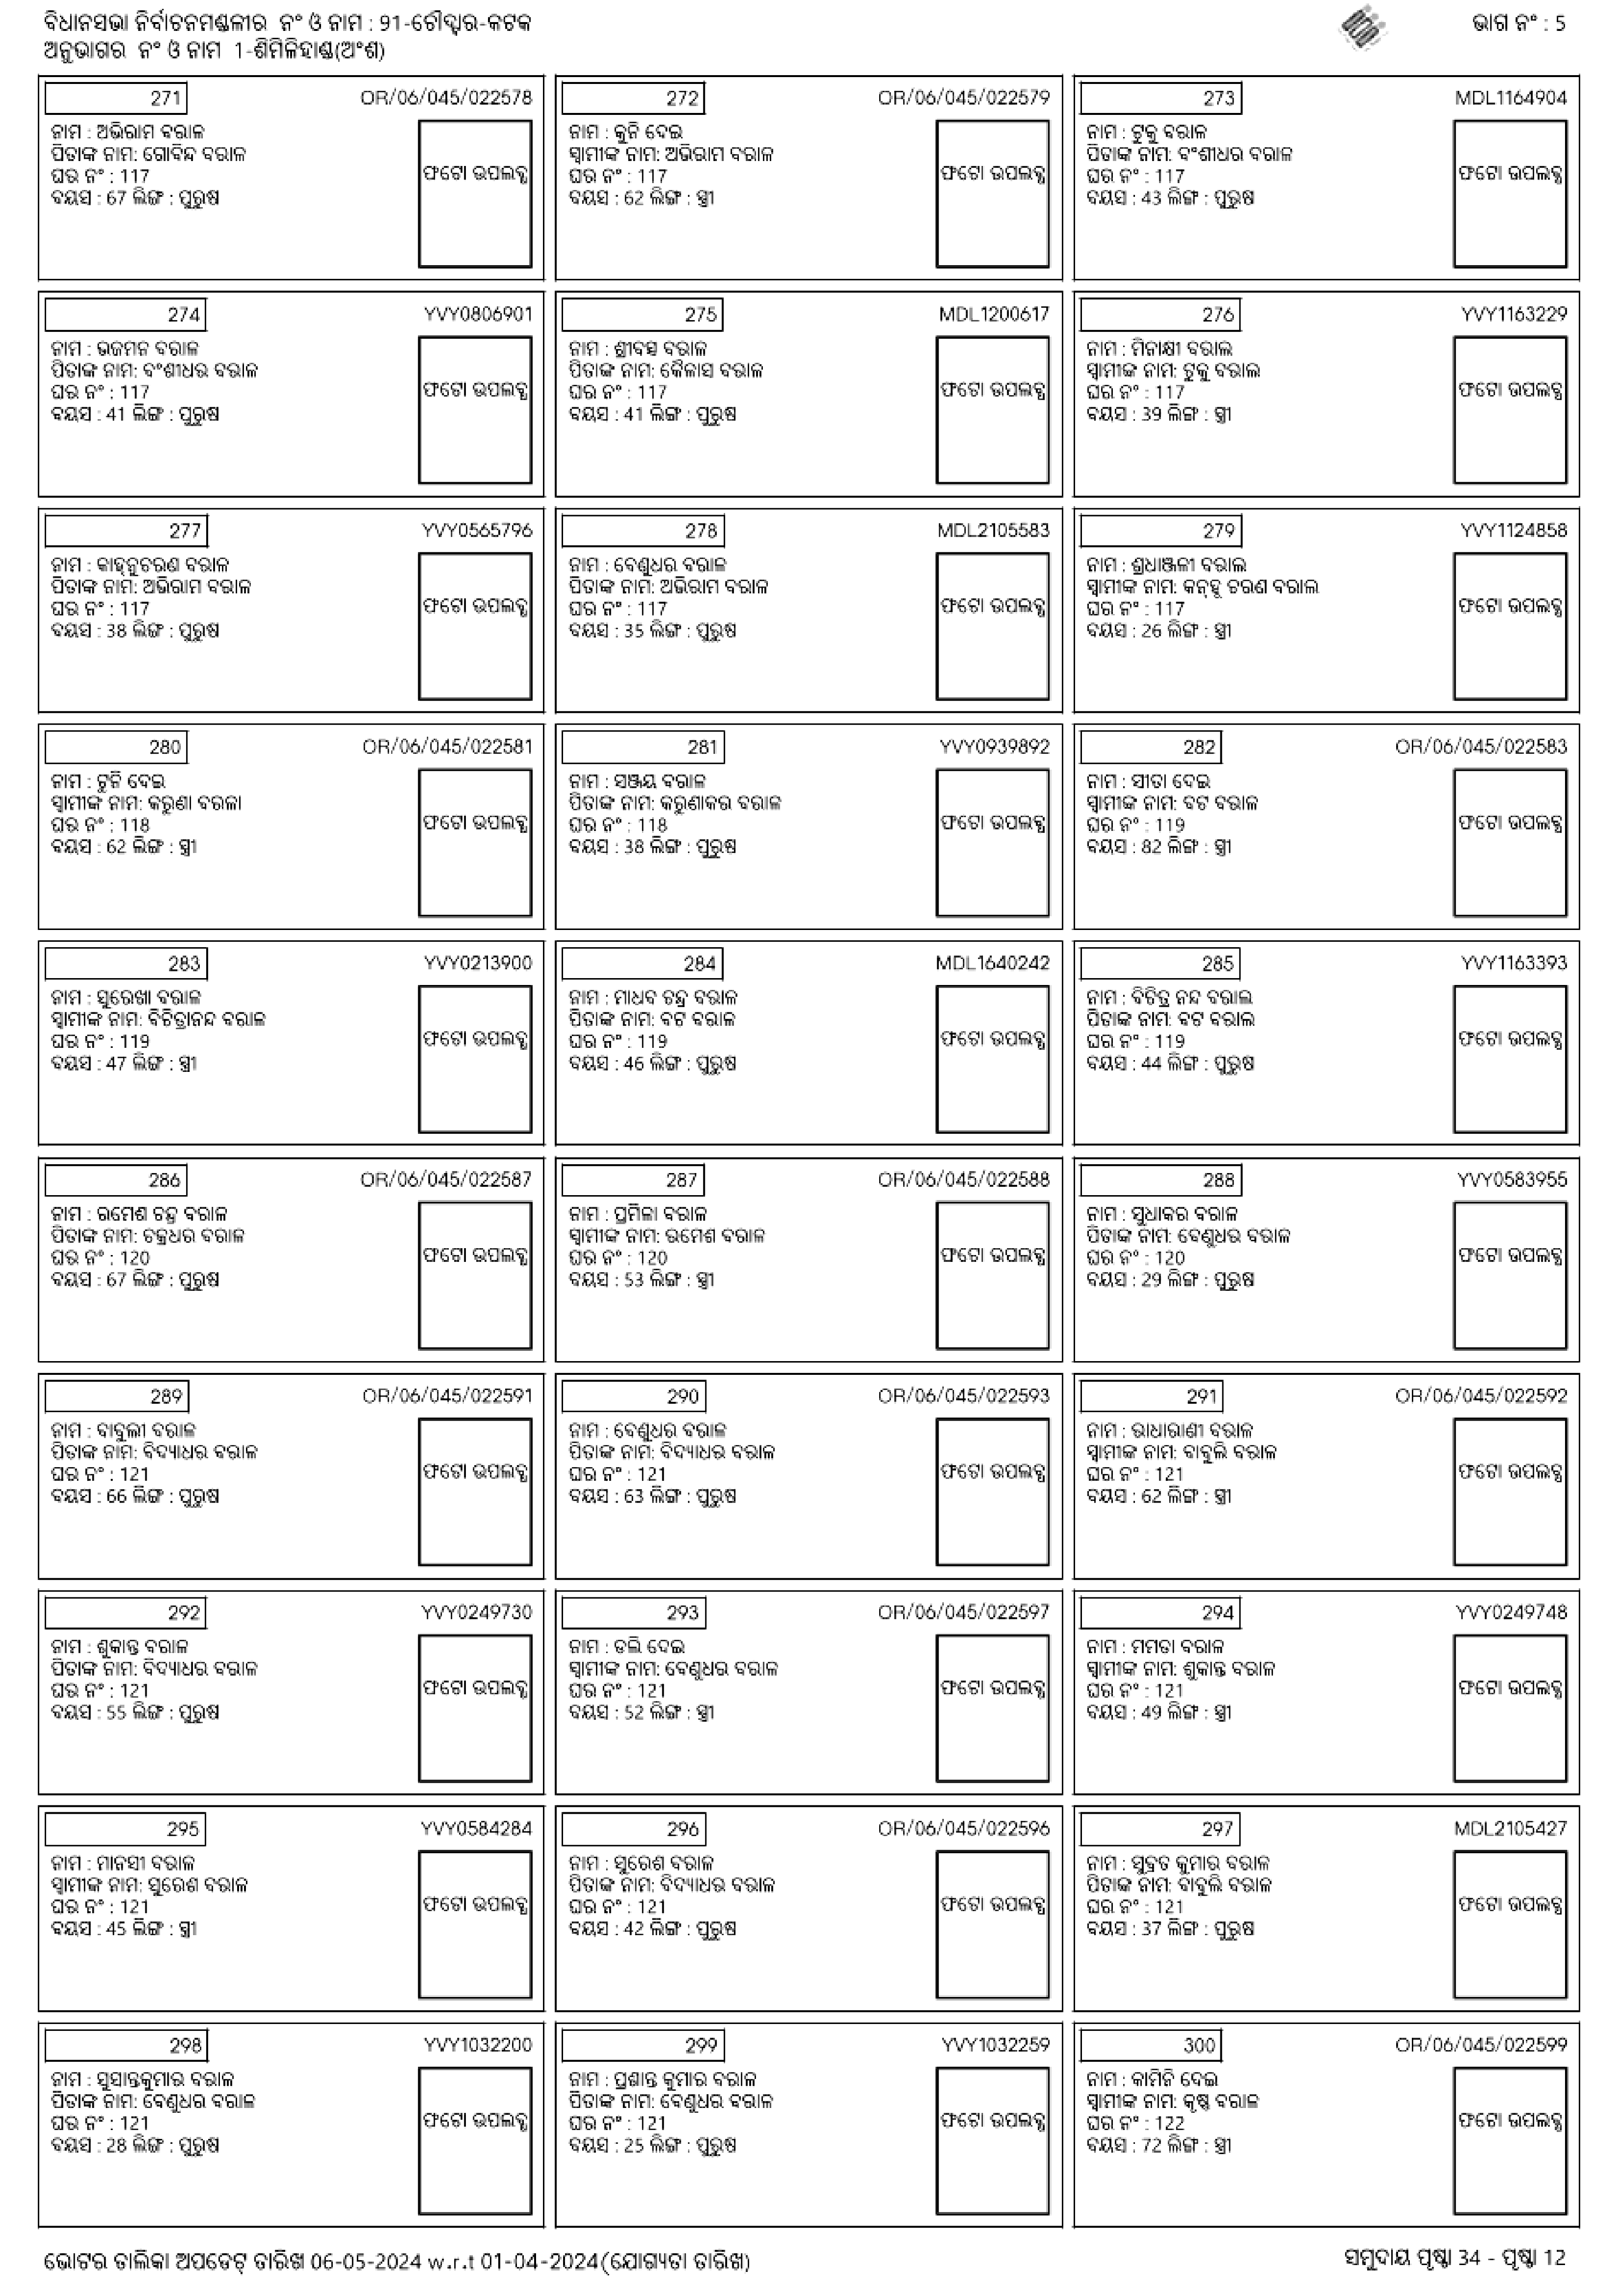 ବିଧାନସଭା ନିର୍ବାଚନମଣ୍ଡଳୀର ନଂ ଓ ନାମ : 91-ଚୌଦ୍ୱାର-କଟକ
ଅନୁଭାଗର ନଂ ଓ ନାମ 1-ଶିମିଳିହାଣ୍ଡା(ଅଂଶ)
ଭାଗ ନଂ : 5
271 OR/06/045/022578
ନାମ : ଅଭିରାମ ବରାଳ
ପିତାଙ୍କ ନାମ: ଗୋବିନ୍ଦ ବରାଳ
ଘର ନଂ : 117
ବୟସ : 67 ଲିଙ୍ଗ : ପୁରୁଷ
ଫଟୋ ଉପଲବ୍ଧ
272 OR/06/045/022579
ନାମ : କୁନି ଦେଇ
ସ୍ୱାମୀଙ୍କ ନାମ: ଅଭିରାମ ବରାଳ
ଘର ନଂ : 117
ବୟସ : 62 ଲିଙ୍ଗ : ସ୍ତ୍ରୀ
ଫଟୋ ଉପଲବ୍ଧ
273 MDL1164904
ନାମ : ଟୁକୁ ବରାଳ
ପିତାଙ୍କ ନାମ: ବଂଶୀଧର ବରାଳ
ଘର ନଂ : 117
ବୟସ : 43 ଲିଙ୍ଗ : ପୁରୁଷ
ଫଟୋ ଉପଲବ୍ଧ
274 YVY0806901
ନାମ : ଭଜମନ ବରାଳ
ପିତାଙ୍କ ନାମ: ବଂଶୀଧର ବରାଳ
ଘର ନଂ : 117
ବୟସ : 41 ଲିଙ୍ଗ : ପୁରୁଷ
ଫଟୋ ଉପଲବ୍ଧ
275 MDL1200617
ନାମ : ଶ୍ରୀବତ୍ସ ବରାଳ
ପିତାଙ୍କ ନାମ: କୈଳାସ ବରାଳ
ଘର ନଂ : 117
ବୟସ : 41 ଲିଙ୍ଗ : ପୁରୁଷ
ଫଟୋ ଉପଲବ୍ଧ
276 YVY1163229
ନାମ : ମିନାକ୍ଷୀ ବରାଲ
ସ୍ୱାମୀଙ୍କ ନାମ: ଟୁକୁ ବରାଲ
ଘର ନଂ : 117
ବୟସ : 39 ଲିଙ୍ଗ : ସ୍ତ୍ରୀ
ଫଟୋ ଉପଲବ୍ଧ
277 YVY0565796
ନାମ : କାହ୍ନୁଚରଣ ବରାଳ
ପିତାଙ୍କ ନାମ: ଅଭିରାମ ବରାଳ
ଘର ନଂ : 117
ବୟସ : 38 ଲିଙ୍ଗ : ପୁରୁଷ
ଫଟୋ ଉପଲବ୍ଧ
278 MDL2105583
ନାମ : ବେଣୁଧର ବରାଳ
ପିତାଙ୍କ ନାମ: ଅଭିରାମ ବରାଳ
ଘର ନଂ : 117
ବୟସ : 35 ଲିଙ୍ଗ : ପୁରୁଷ
ଫଟୋ ଉପଲବ୍ଧ
279 YVY1124858
ନାମ : ଶ୍ରଧାଞ୍ଜଳୀ ବରାଲ
ସ୍ୱାମୀଙ୍କ ନାମ: କନ୍ହୁ ଚରଣ ବରାଲ
ଘର ନଂ : 117
ବୟସ : 26 ଲିଙ୍ଗ : ସ୍ତ୍ରୀ
ଫଟୋ ଉପଲବ୍ଧ
280 OR/06/045/022581
ନାମ : ଟୁନି ଦେଇ
ସ୍ୱାମୀଙ୍କ ନାମ: କରୁଣା ବରଳା
ଘର ନଂ : 118
ବୟସ : 62 ଲିଙ୍ଗ : ସ୍ତ୍ରୀ
ଫଟୋ ଉପଲବ୍ଧ
281 YVY0939892
ନାମ : ସଞ୍ଜୟ ବରାଳ
ପିତାଙ୍କ ନାମ: କରୁଣାକର ବରାଳ
ଘର ନଂ : 118
ବୟସ : 38 ଲିଙ୍ଗ : ପୁରୁଷ
ଫଟୋ ଉପଲବ୍ଧ
282 OR/06/045/022583
ନାମ : ସୀତା ଦେଇ
ସ୍ୱାମୀଙ୍କ ନାମ: ବଟ ବରାଳ
ଘର ନଂ : 119
ବୟସ : 82 ଲିଙ୍ଗ : ସ୍ତ୍ରୀ
ଫଟୋ ଉପଲବ୍ଧ
283 YVY0213900
ନାମ : ସୁରେଖା ବରାଳ
ସ୍ୱାମୀଙ୍କ ନାମ: ବିଚିତ୍ରାନନ୍ଦ ବରାଳ
ଘର ନଂ : 119
ବୟସ : 47 ଲିଙ୍ଗ : ସ୍ତ୍ରୀ
ଫଟୋ ଉପଲବ୍ଧ
284 MDL1640242
ନାମ : ମାଧବ ଚନ୍ଦ୍ର ବରାଳ
ପିତାଙ୍କ ନାମ: ବଟ ବରାଳ
ଘର ନଂ : 119
ବୟସ : 46 ଲିଙ୍ଗ : ପୁରୁଷ
ଫଟୋ ଉପଲବ୍ଧ
285 YVY1163393
ନାମ : ବିଚିତ୍ର ନନ୍ଦ ବରାଲ
ପିତାଙ୍କ ନାମ: ବଟ ବରାଲ
ଘର ନଂ : 119
ବୟସ : 44 ଲିଙ୍ଗ : ପୁରୁଷ
ଫଟୋ ଉପଲବ୍ଧ
286 OR/06/045/022587
ନାମ : ରମେଶ ଚନ୍ଦ୍ର ବରାଳ
ପିତାଙ୍କ ନାମ: ଚକ୍ରଧର ବରାଳ
ଘର ନଂ : 120
ବୟସ : 67 ଲିଙ୍ଗ : ପୁରୁଷ
ଫଟୋ ଉପଲବ୍ଧ
287 OR/06/045/022588
ନାମ : ପ୍ରମିଳା ବରାଳ
ସ୍ୱାମୀଙ୍କ ନାମ: ରମେଶ ବରାଳ
ଘର ନଂ : 120
ବୟସ : 53 ଲିଙ୍ଗ : ସ୍ତ୍ରୀ
ଫଟୋ ଉପଲବ୍ଧ
288 YVY0583955
ନାମ : ସୁଧାକର ବରାଳ
ପିତାଙ୍କ ନାମ: ବେଣୁଧର ବରାଳ
ଘର ନଂ : 120
ବୟସ : 29 ଲିଙ୍ଗ : ପୁରୁଷ
ଫଟୋ ଉପଲବ୍ଧ
289 OR/06/045/022591
ନାମ : ବାବୁଲୀ ବରାଳ
ପିତାଙ୍କ ନାମ: ବିଦ୍ୟାଧର ବରାଳ
ଘର ନଂ : 121
ବୟସ : 66 ଲିଙ୍ଗ : ପୁରୁଷ
ଫଟୋ ଉପଲବ୍ଧ
290 OR/06/045/022593
ନାମ : ବେଣୁଧର ବରାଳ
ପିତାଙ୍କ ନାମ: ବିଦ୍ୟାଧର ବରାଳ
ଘର ନଂ : 121
ବୟସ : 63 ଲିଙ୍ଗ : ପୁରୁଷ
ଫଟୋ ଉପଲବ୍ଧ
291 OR/06/045/022592
ନାମ : ରାଧାରାଣୀ ବରାଳ
ସ୍ୱାମୀଙ୍କ ନାମ: ବାବୁଲି ବରାଳ
ଘର ନଂ : 121
ବୟସ : 62 ଲିଙ୍ଗ : ସ୍ତ୍ରୀ
ଫଟୋ ଉପଲବ୍ଧ
292 YVY0249730
ନାମ : ଶୁକାନ୍ତ ବରାଳ
ପିତାଙ୍କ ନାମ: ବିଦ୍ୟାଧର ବରାଳ
ଘର ନଂ : 121
ବୟସ : 55 ଲିଙ୍ଗ : ପୁରୁଷ
ଫଟୋ ଉପଲବ୍ଧ
293 OR/06/045/022597
ନାମ : ଡଲି ଦେଇ
ସ୍ୱାମୀଙ୍କ ନାମ: ବେଣୁଧର ବରାଳ
ଘର ନଂ : 121
ବୟସ : 52 ଲିଙ୍ଗ : ସ୍ତ୍ରୀ
ଫଟୋ ଉପଲବ୍ଧ
294 YVY0249748
ନାମ : ମମତା ବରାଳ
ସ୍ୱାମୀଙ୍କ ନାମ: ଶୁକାନ୍ତ ବରାଳ
ଘର ନଂ : 121
ବୟସ : 49 ଲିଙ୍ଗ : ସ୍ତ୍ରୀ
ଫଟୋ ଉପଲବ୍ଧ
295 YVY0584284
ନାମ : ମାନସୀ ବରାଳ
ସ୍ୱାମୀଙ୍କ ନାମ: ସୁରେଶ ବରାଳ
ଘର ନଂ : 121
ବୟସ : 45 ଲିଙ୍ଗ : ସ୍ତ୍ରୀ
ଫଟୋ ଉପଲବ୍ଧ
296 OR/06/045/022596
ନାମ : ସୁରେଶ ବରାଳ
ପିତାଙ୍କ ନାମ: ବିଦ୍ୟାଧର ବରାଳ
ଘର ନଂ : 121
ବୟସ : 42 ଲିଙ୍ଗ : ପୁରୁଷ
ଫଟୋ ଉପଲବ୍ଧ
297 MDL2105427
ନାମ : ସୁବ୍ରତ କୁମାର ବରାଳ
ପିତାଙ୍କ ନାମ: ବାବୁଲି ବରାଳ
ଘର ନଂ : 121
ବୟସ : 37 ଲିଙ୍ଗ : ପୁରୁଷ
ଫଟୋ ଉପଲବ୍ଧ
298 YVY1032200
ନାମ : ସୁସାନ୍ତକୁମାର ବରାଳ
ପିତାଙ୍କ ନାମ: ବେଣୁଧର ବରାଳ
ଘର ନଂ : 121
ବୟସ : 28 ଲିଙ୍ଗ : ପୁରୁଷ
ଫଟୋ ଉପଲବ୍ଧ
299 YVY1032259
ନାମ : ପ୍ରଶାନ୍ତ କୁମାର ବରାଳ
ପିତାଙ୍କ ନାମ: ବେଣୁଧର ବରାଳ
ଘର ନଂ : 121
ବୟସ : 25 ଲିଙ୍ଗ : ପୁରୁଷ
ଫଟୋ ଉପଲବ୍ଧ
300 OR/06/045/022599
ନାମ : କାମିନି ଦେଇ
ସ୍ୱାମୀଙ୍କ ନାମ: କୃଷ୍ଣ ବରାଳ
ଘର ନଂ : 122
ବୟସ : 72 ଲିଙ୍ଗ : ସ୍ତ୍ରୀ
ଫଟୋ ଉପଲବ୍ଧ
ଭୋଟର ତାଲିକା ଅପଡେଟ୍ ତାରିଖ 06-05-2024 w.r.t 01-04-2024(ଯୋଗ୍ୟତା ତାରିଖ)
ସମୁଦାୟ ପୃଷ୍ଠା 34 - ପୃଷ୍ଠା 12